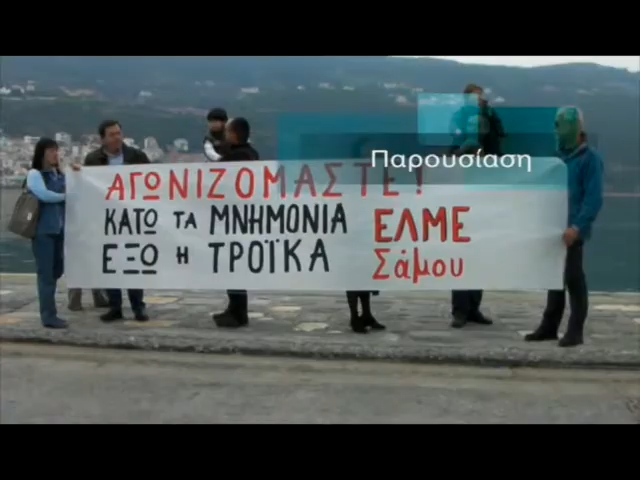 Παρουσίαση
ΑΓΩΝΙΖΟΜΑΣΤΕ!
ΚΑΤΩ ΤΑ ΜΝΗΜΟΝΙΑ
ΕΞΩ Η ΤΡΟΪΚΑ
ΕΛΜΕ
Σάμου